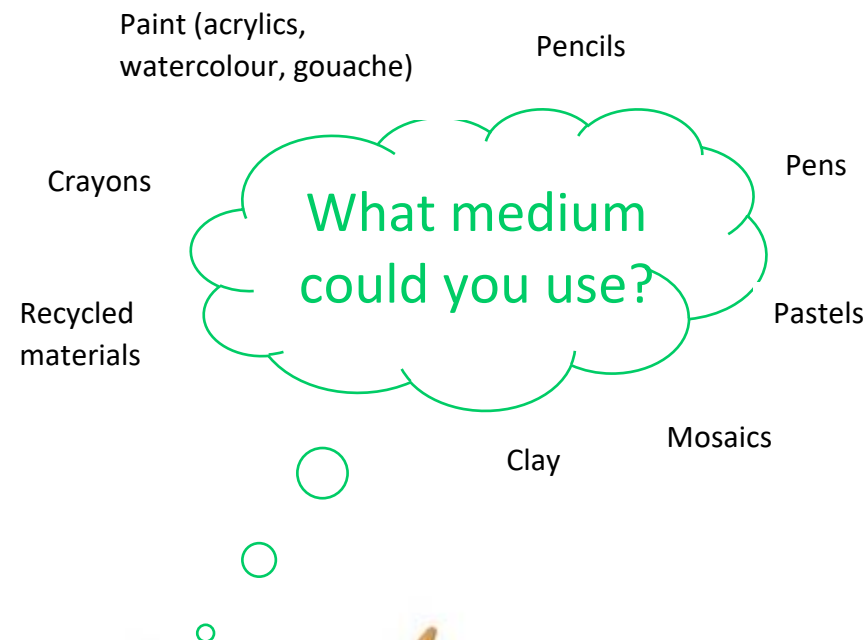 Paint (acrylics,
watercolour, gouache)
Pencils
Pens
Crayons
What medium
could you use?
Recycled
materials
Pastels
Mosaics
Clay